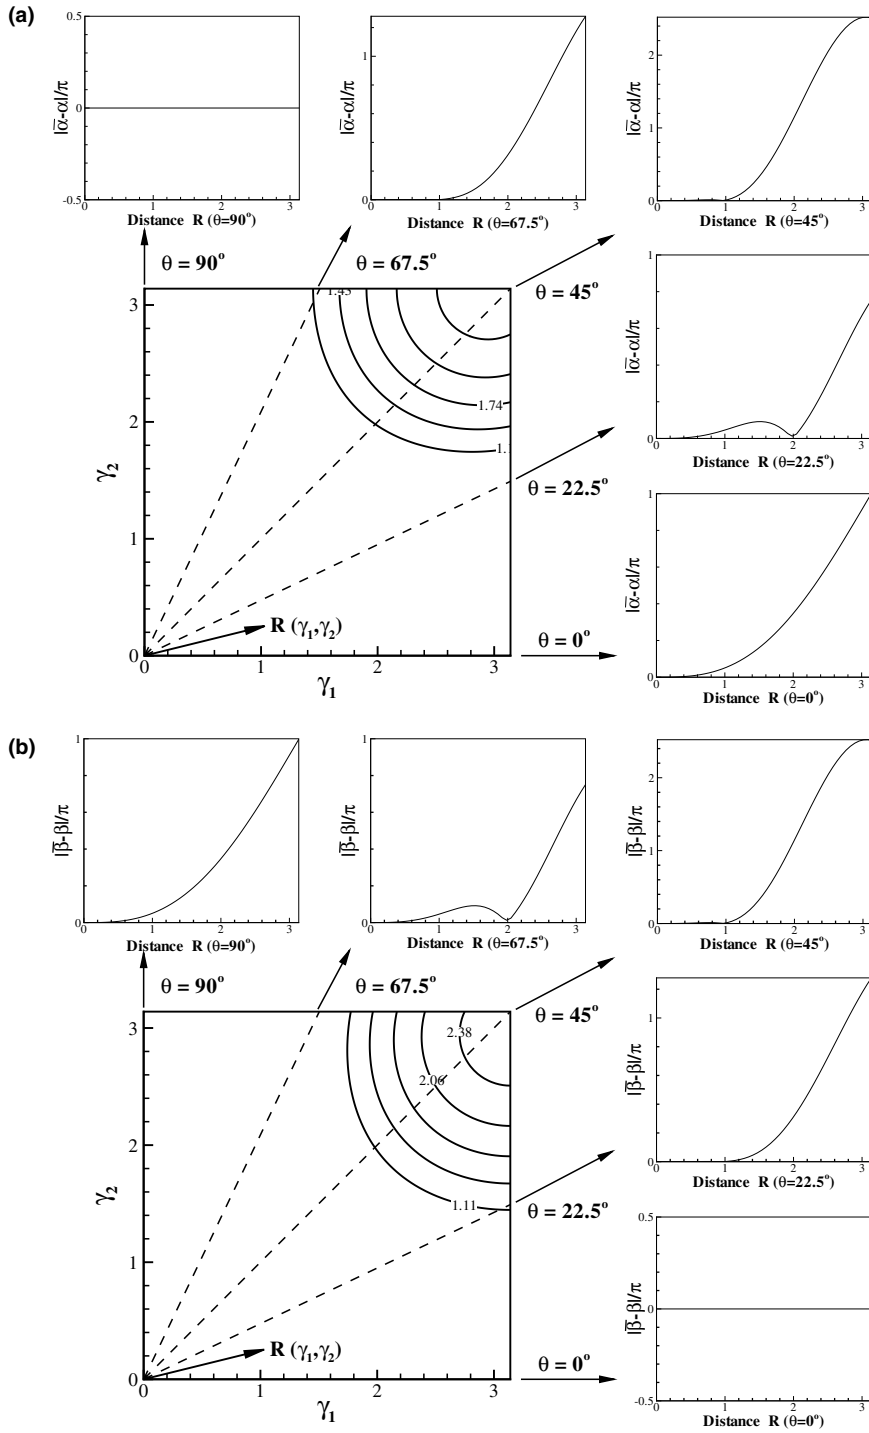 (a)
0.5
0
-0.5
|ᾱ-α|/π
0 1 2 3
Distance R (θ=90°)
1
0
|ᾱ-α|/π
0 1 2 3
Distance R (θ=67.5°)
2
1
0
|ᾱ-α|/π
0 1 2 3
Distance R (θ=45°)
θ = 90°
θ = 67.5°
θ = 45°
θ = 22.5°
θ = 0°
1
0
|ᾱ-α|/π
0 1 2 3
Distance R (θ=22.5°)
1
0
|ᾱ-α|/π
0 1 2 3
Distance R (θ=0°)
3
2
1
0
γ2
1.74
R (γ1,γ2)
0 1 2 3
γ1
(b)
1
0
|β̄-β|/π
0 1 2 3
Distance R (θ=90°)
1
0
|β̄-β|/π
0 1 2 3
Distance R (θ=67.5°)
2
1
0
|β̄-β|/π
0 1 2 3
Distance R (θ=45°)
θ = 90°
θ = 67.5°
θ = 45°
θ = 22.5°
θ = 0°
1
0
|β̄-β|/π
0 1 2 3
Distance R (θ=22.5°)
0.5
0
-0.5
|β̄-β|/π
0 1 2 3
Distance R (θ=0°)
3
2
1
0
γ2
2.38
2.06
1.11
R (γ1,γ2)
0 1 2 3
γ1